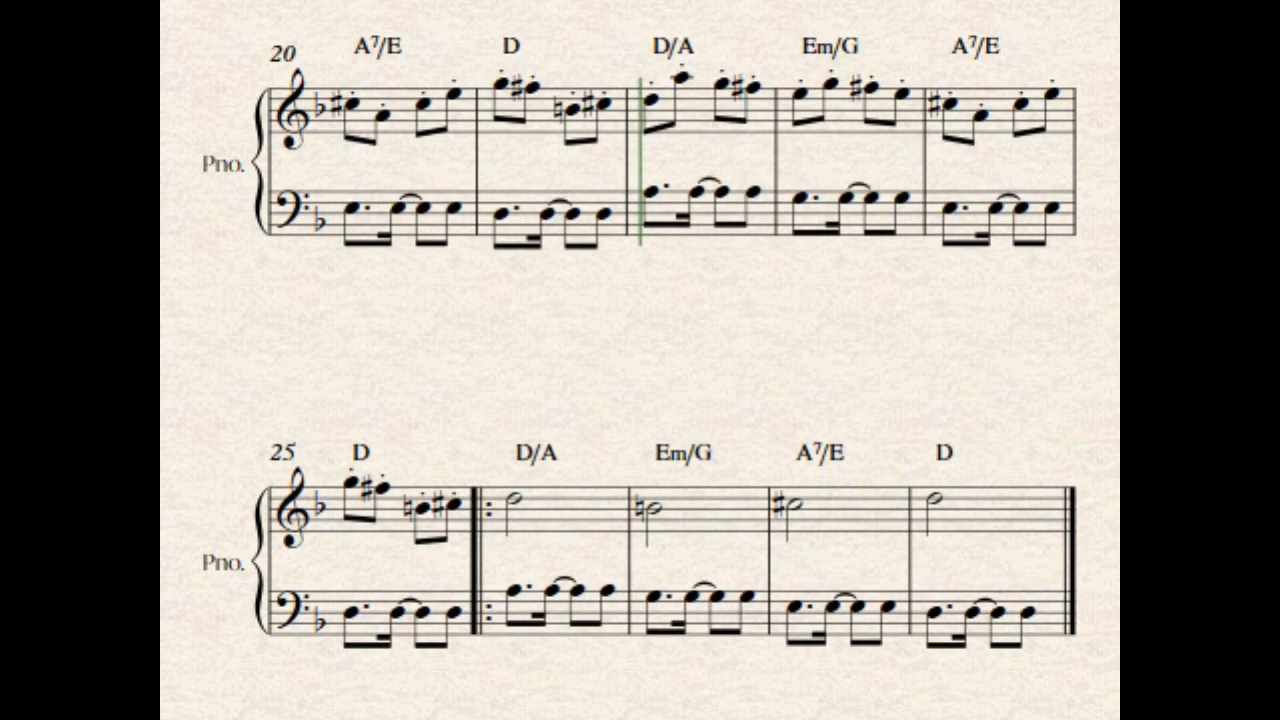 20 A7/E D D/A Em/G A7/E
Pno.
25 D D/A Em/G A7/E D
Pno.